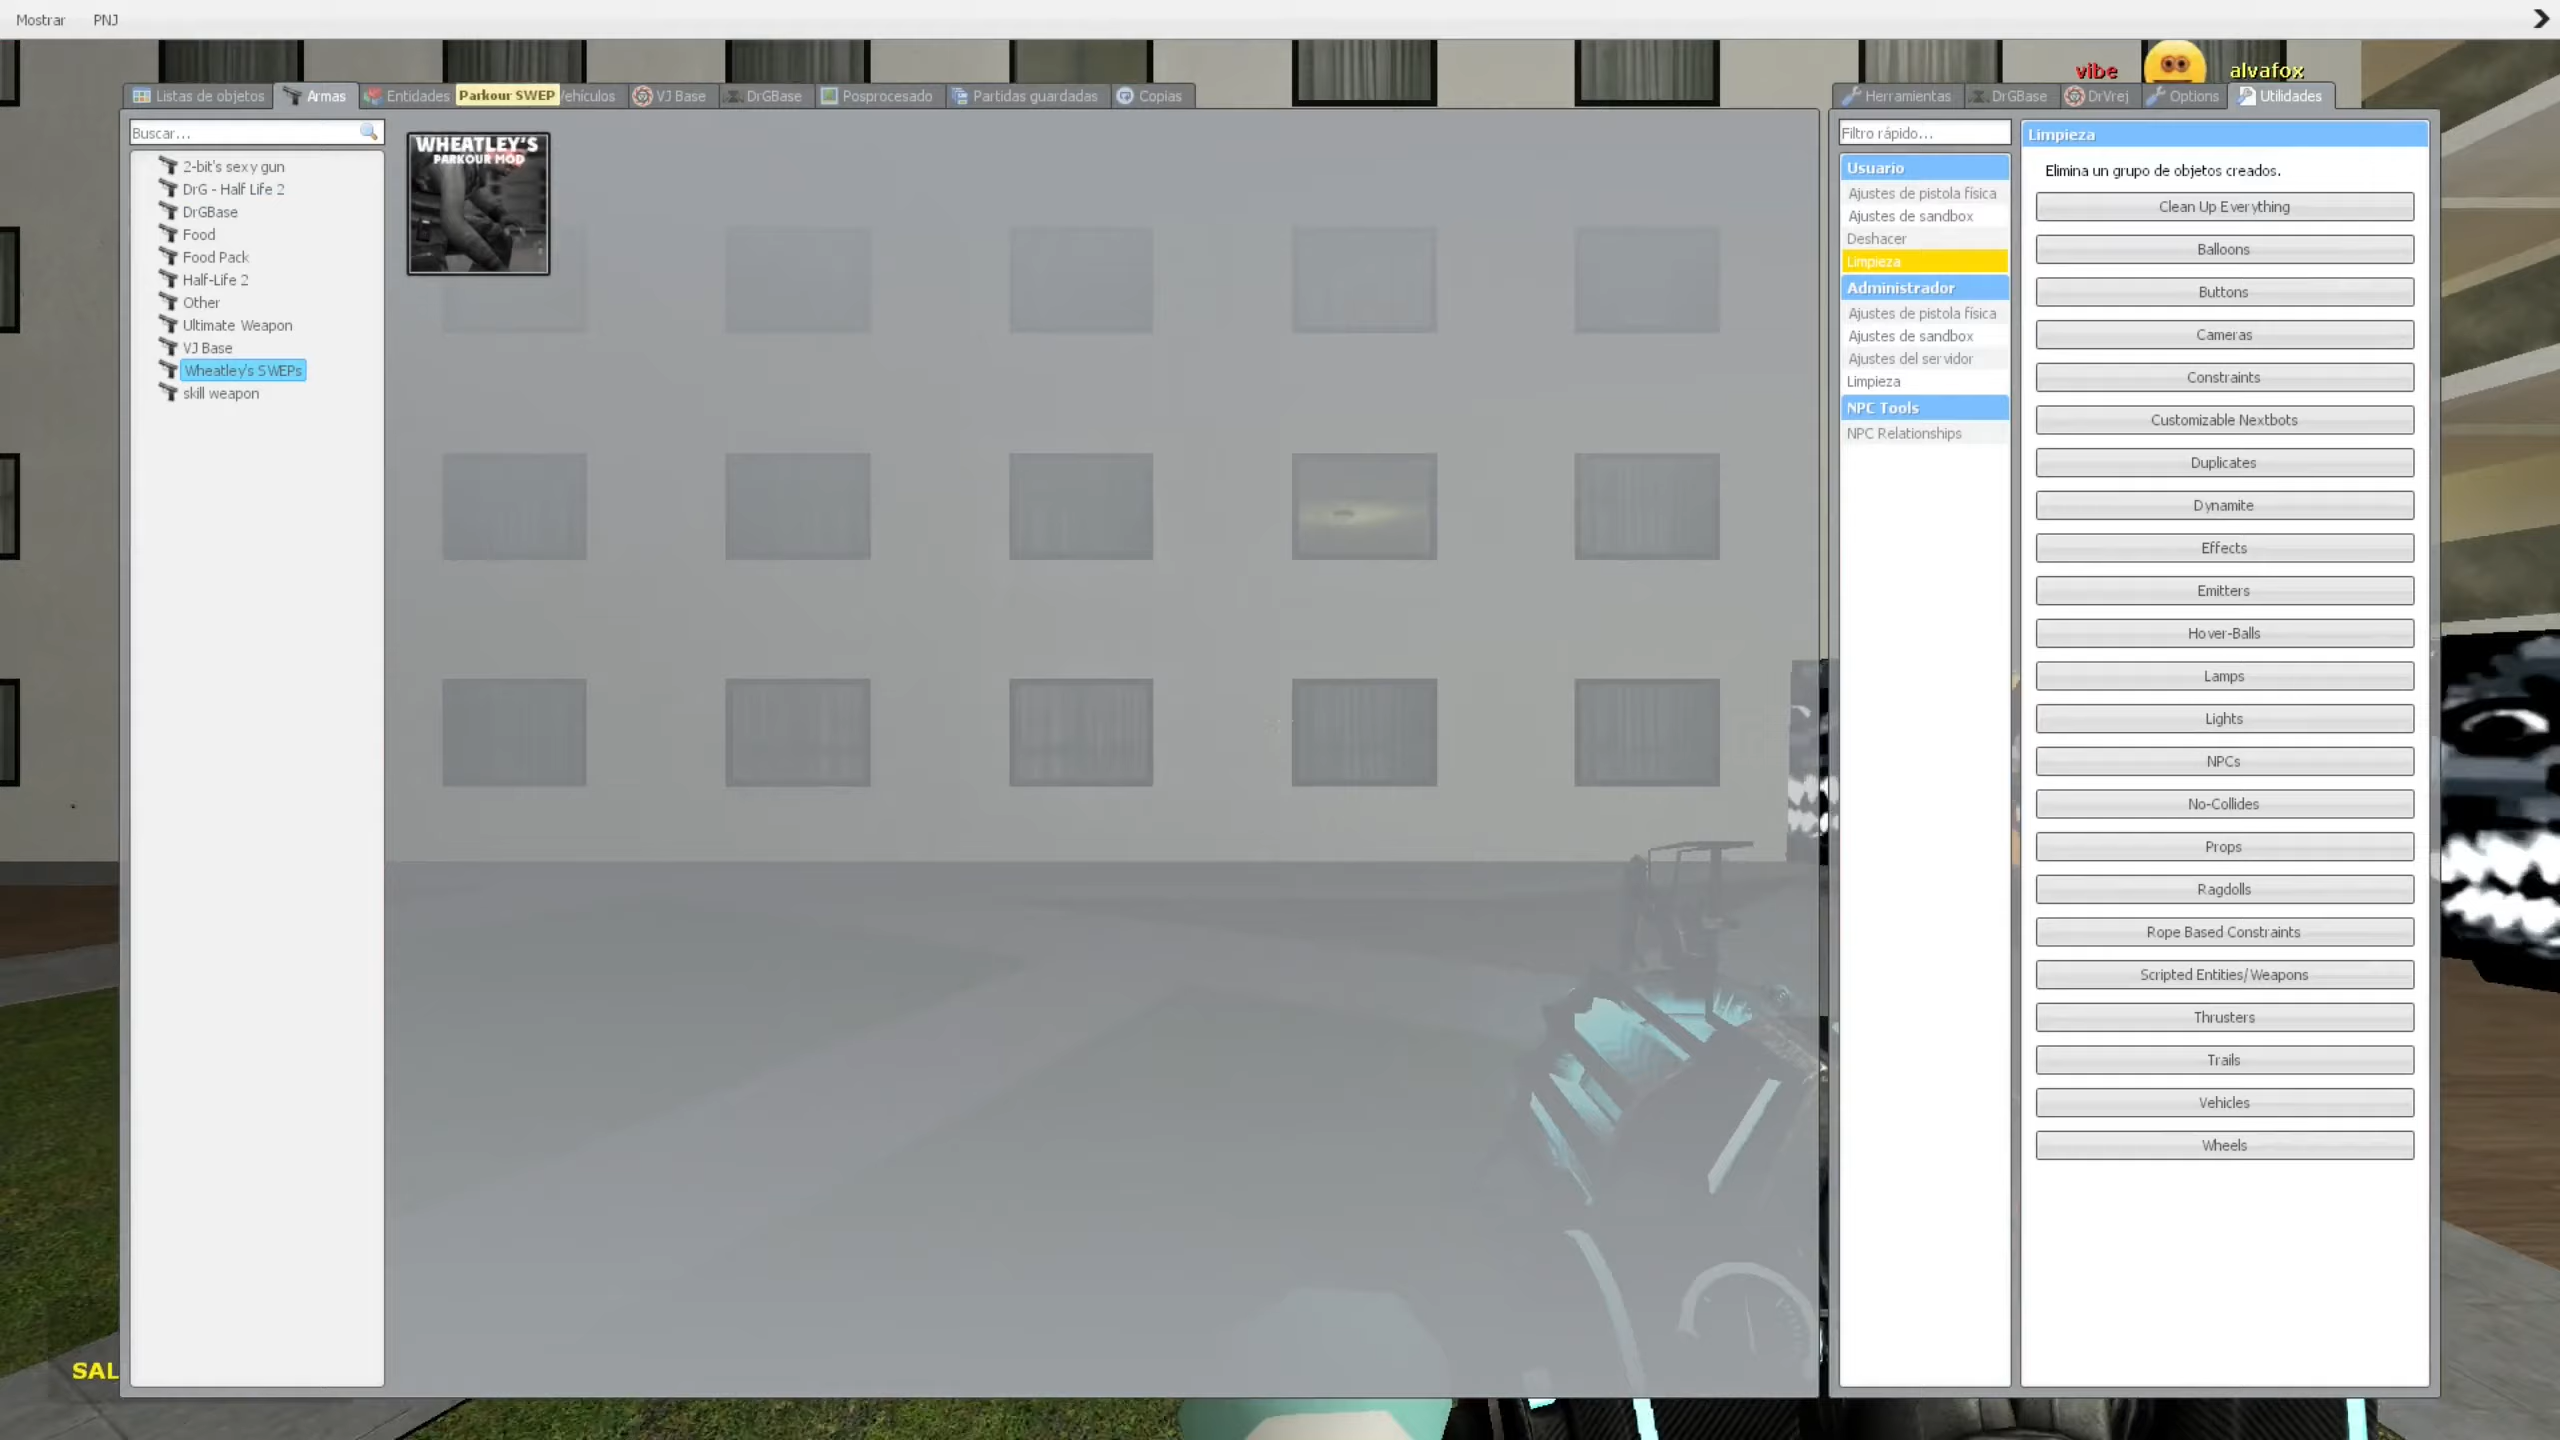 Mostrar PNJ
vibe alvafox
Listas de objetos Armas Entidades Parkour SWEP Vehículos VJ Base DrGBase Posprocesado Partidas guardadas Copias
Herramientas DrGBase DrVrej Options Utilidades
Buscar...
2-bit's sexy gun
DrG - Half Life 2
DrGBase
Food
Food Pack
Half-Life 2
Other
Ultimate Weapon
VJ Base
Wheatley's SWEPs
skill weapon
WHEATLEY'S
PARKOUR MOD
Filtro rápido...
Usuario
Ajustes de pistola física
Ajustes de sandbox
Deshacer
Limpieza
Administrador
Ajustes de pistola física
Ajustes de sandbox
Ajustes del servidor
Limpieza
NPC Tools
NPC Relationships
Limpieza
Elimina un grupo de objetos creados.
Clean Up Everything
Balloons
Buttons
Cameras
Constraints
Customizable Nextbots
Duplicates
Dynamite
Effects
Emitters
Hover-Balls
Lamps
Lights
NPCs
No-Collides
Props
Ragdolls
Rope Based Constraints
Scripted Entities/Weapons
Thrusters
Trails
Vehicles
Wheels
SAL